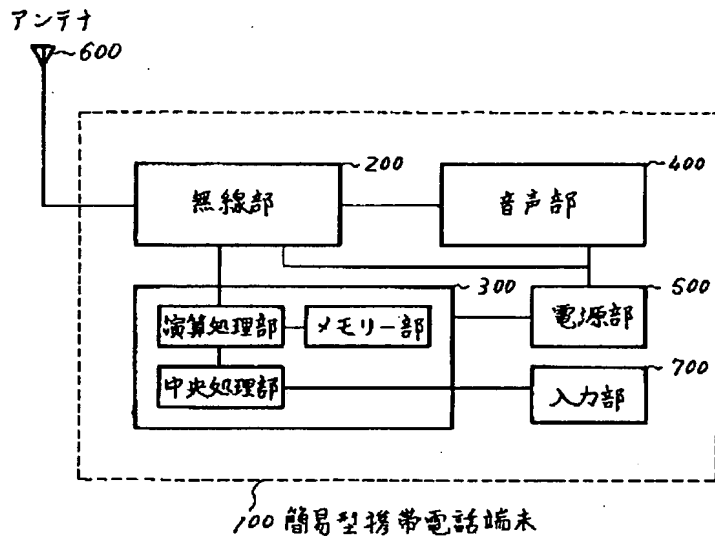 アンテナ
600
200
400
無線部
音声部
300
500
演算処理部
メモリー部
電源部
700
中央処理部
入力部
100 簡易型携帯電話端末